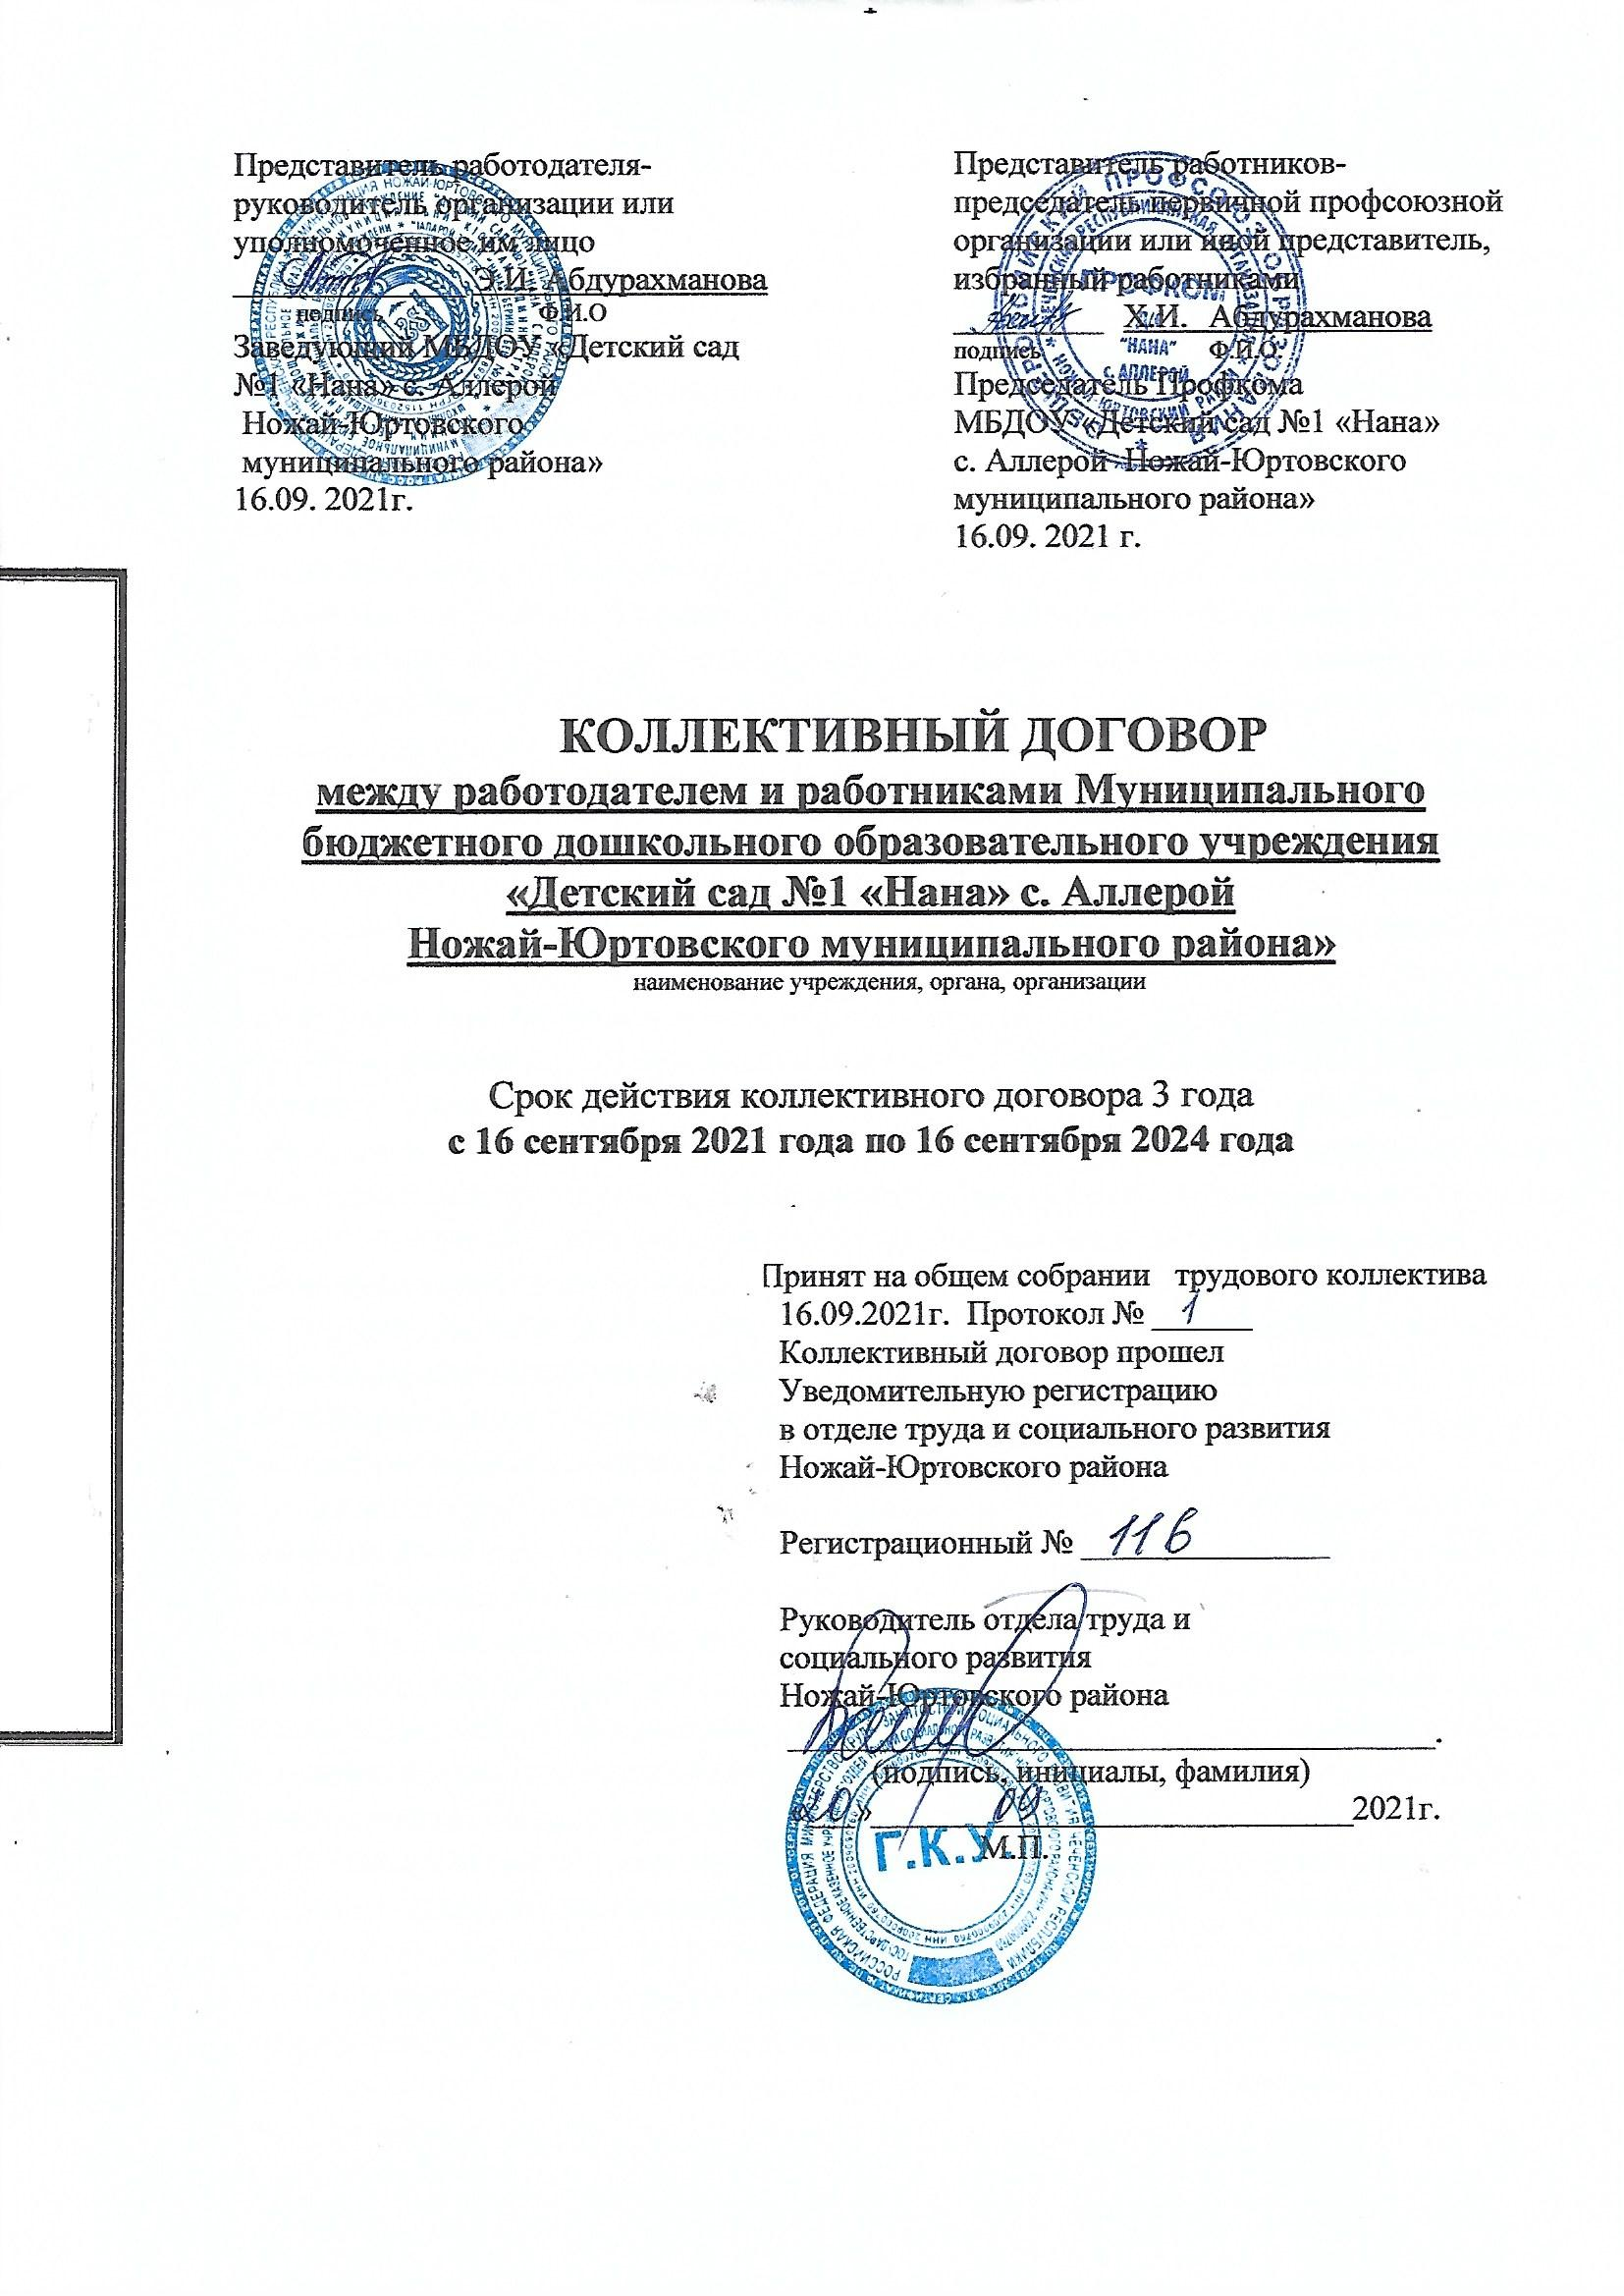 Представитель работодателя-
руководитель организации или
уполномоченное им лицо
Э.И. Абдурахманова
подпись Ф.И.О
Заведующий МБДОУ «Детский сад
№1 «Нана» с. Аллерой
Ножай-Юртовского
муниципального района»
16.09. 2021г.
Представитель работников-
председатель первичной профсоюзной
организации или иной представитель,
избранный работниками
Х.И. Абдурахманова
подпись Ф.И.О.
Председатель Профкома
МБДОУ «Детский сад №1 «Нана»
с. Аллерой Ножай-Юртовского
муниципального района»
16.09. 2021 г.
ПРОФКОМ
"НАНА"
С. АЛЛЕРОЙ
КОЛЛЕКТИВНЫЙ ДОГОВОР
между работодателем и работниками Муниципального
бюджетного дошкольного образовательного учреждения
«Детский сад №1 «Нана» с. Аллерой
Ножай-Юртовского муниципального района»
наименование учреждения, органа, организации
Срок действия коллективного договора 3 года
с 16 сентября 2021 года по 16 сентября 2024 года
Принят на общем собрании трудового коллектива
16.09.2021г. Протокол № 1
Коллективный договор прошел
Уведомительную регистрацию
в отделе труда и социального развития
Ножай-Юртовского района
Регистрационный № 116
Руководитель отдела труда и
социального развития
Ножай-Юртовского района
(подпись, инициалы, фамилия)
09 2021г.
М.П.
Г.К.У.